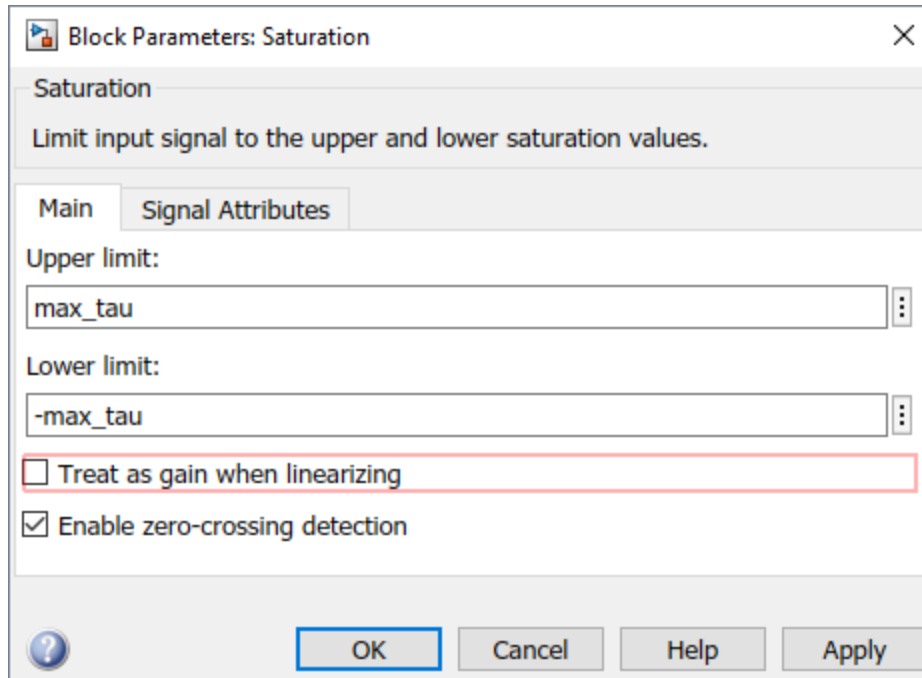 Block Parameters: Saturation
Saturation
Limit input signal to the upper and lower saturation values.
Main Signal Attributes
Upper limit:
max_tau
Lower limit:
-max_tau
Treat as gain when linearizing
Enable zero-crossing detection
OK Cancel Help Apply